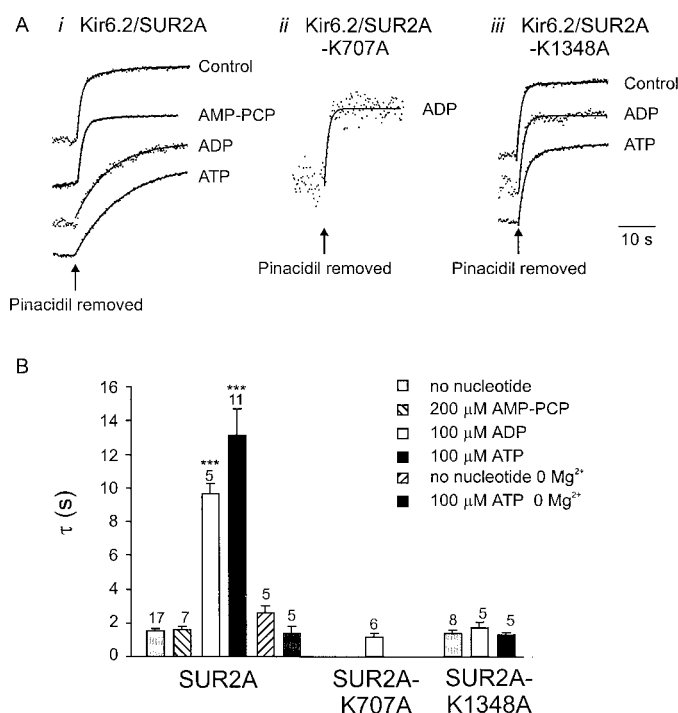 A
i Kir6.2/SUR2A
ii Kir6.2/SUR2A
-K707A
iii Kir6.2/SUR2A
-K1348A
Control
AMP-PCP
ADP
ATP
Pinacidil removed
ADP
Pinacidil removed
Control
ADP
ATP
10 s
Pinacidil removed
B
τ (s)
16
14
12
10
8
6
4
2
0
17
7
***
5
***
11
5
5
6
8
5
5
no nucleotide
200 μM AMP-PCP
100 μM ADP
100 μM ATP
no nucleotide 0 Mg²⁺
100 μM ATP 0 Mg²⁺
SUR2A
SUR2A-
K707A
SUR2A-
K1348A